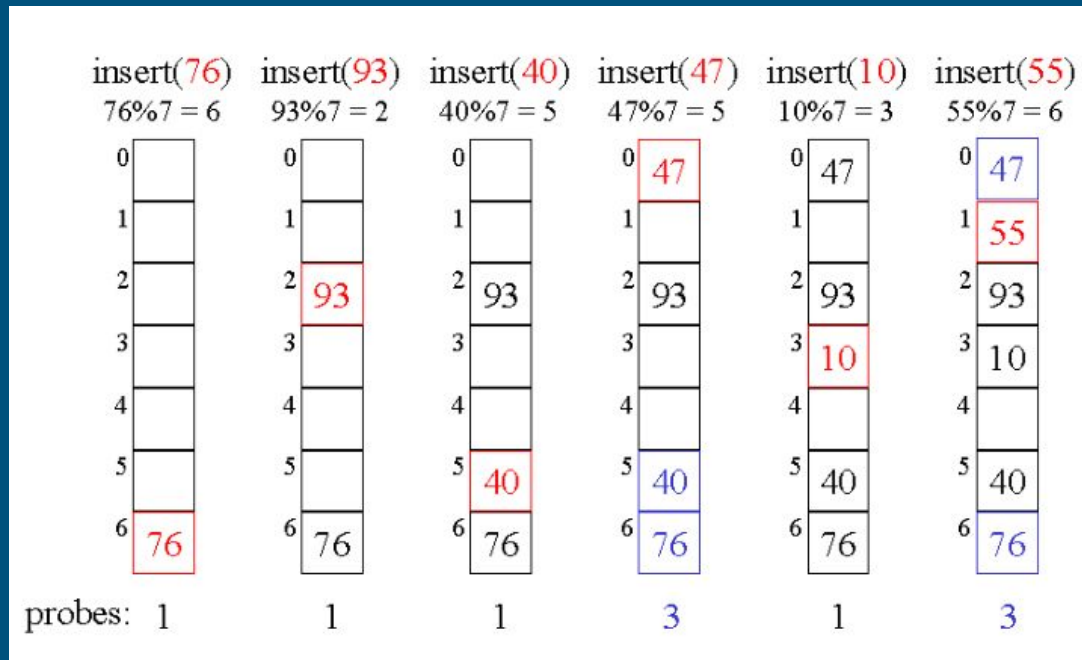 insert(76) insert(93) insert(40) insert(47) insert(10) insert(55)
76%7 = 6 93%7 = 2 40%7 = 5 47%7 = 5 10%7 = 3 55%7 = 6
0 0 0 0 47 0 47 0 47
1 1 1 1 1 1 55
2 2 93 2 93 2 93 2 93 2 93
3 3 3 3 3 10 3 10
4 4 4 4 4 4
5 5 5 40 5 40 5 40 5 40
6 76 6 76 6 76 6 76 6 76 6 76
probes: 1 1 1 3 1 3